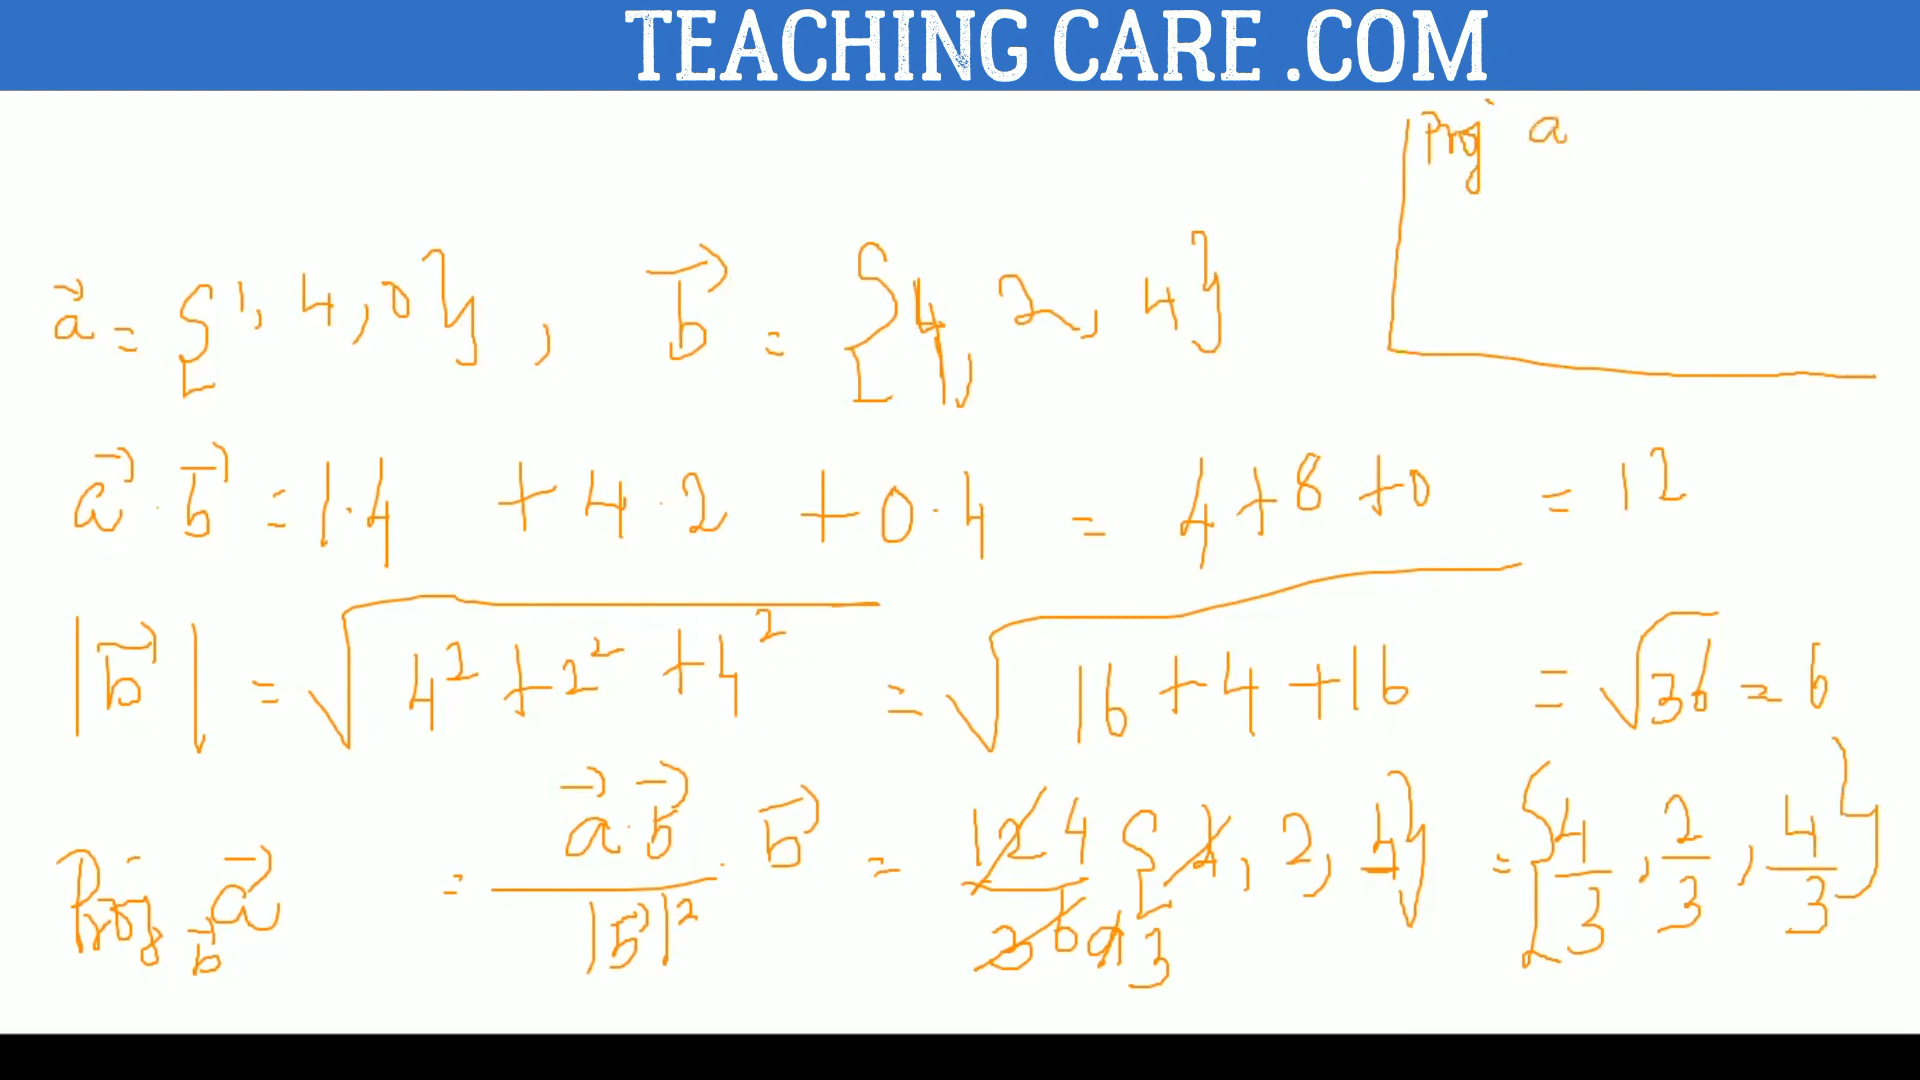 TEACHING CARE .COM
Proj a
a⃗ = {1, 4, 0}, b⃗ = {4, 2, 4}
a⃗ · b⃗ = 1·4 + 4·2 + 0·4 = 4+8+0 = 12
|b⃗| = √(4² + 2² + 4²) = √(16+4+16) = √36 = 6
Proj_b⃗ a⃗ = (a⃗·b⃗)/|b⃗|² · b⃗ = 12 4/36 3 {4, 2, 4} = {4/3, 2/3, 4/3}